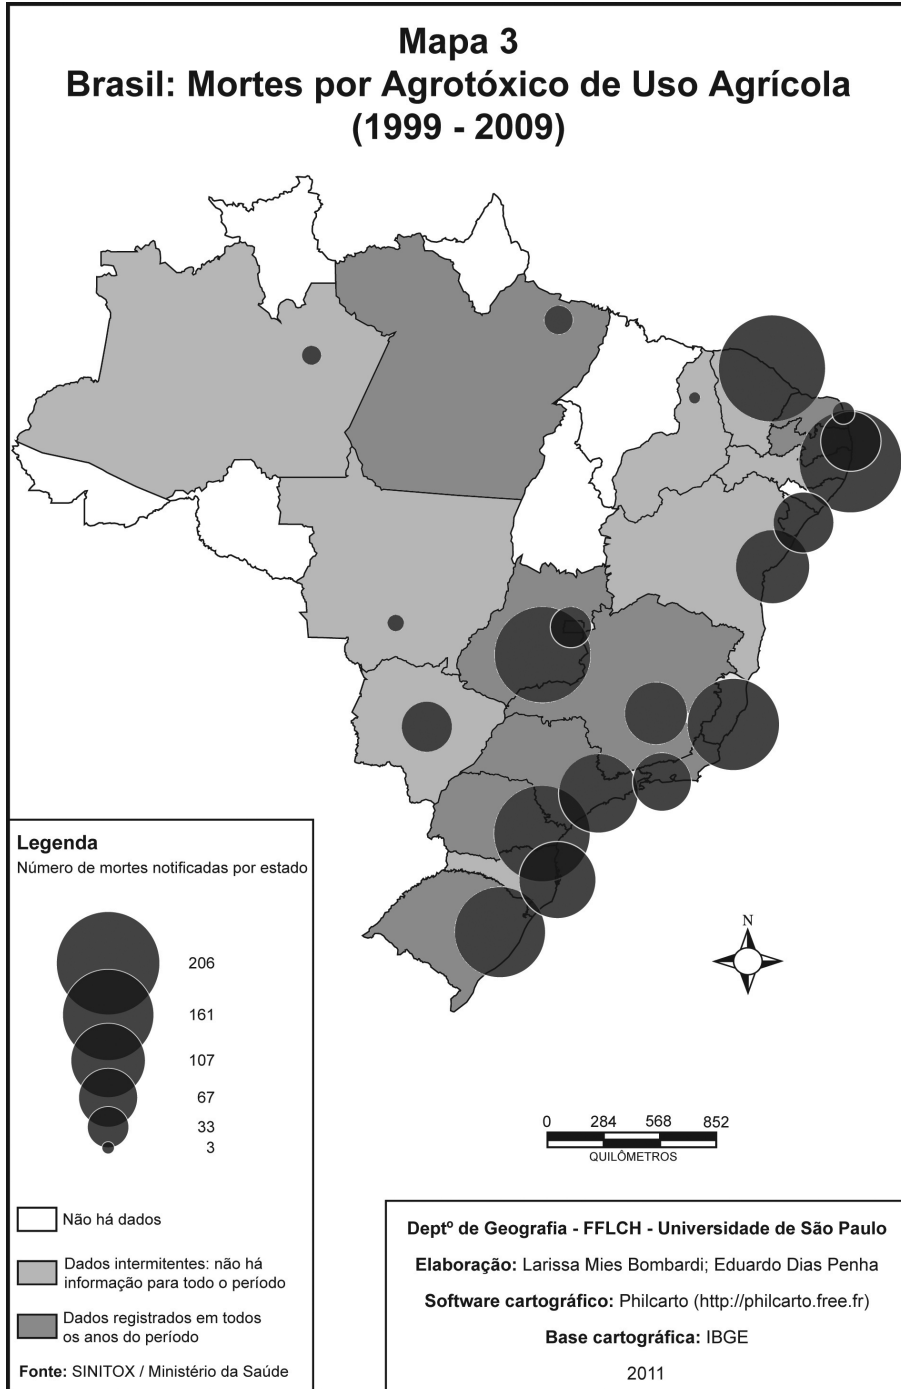 Mapa 3
Brasil: Mortes por Agrotóxico de Uso Agrícola
(1999 - 2009)
Legenda
Número de mortes notificadas por estado
206
161
107
67
33
3
Não há dados
Dados intermitentes: não há
informação para todo o período
Dados registrados em todos
os anos do período
Fonte: SINITOX / Ministério da Saúde
N
0 284 568 852
QUILÔMETROS
Deptº de Geografia - FFLCH - Universidade de São Paulo
Elaboração: Larissa Mies Bombardi; Eduardo Dias Penha
Software cartográfico: Philcarto (http://philcarto.free.fr)
Base cartográfica: IBGE
2011